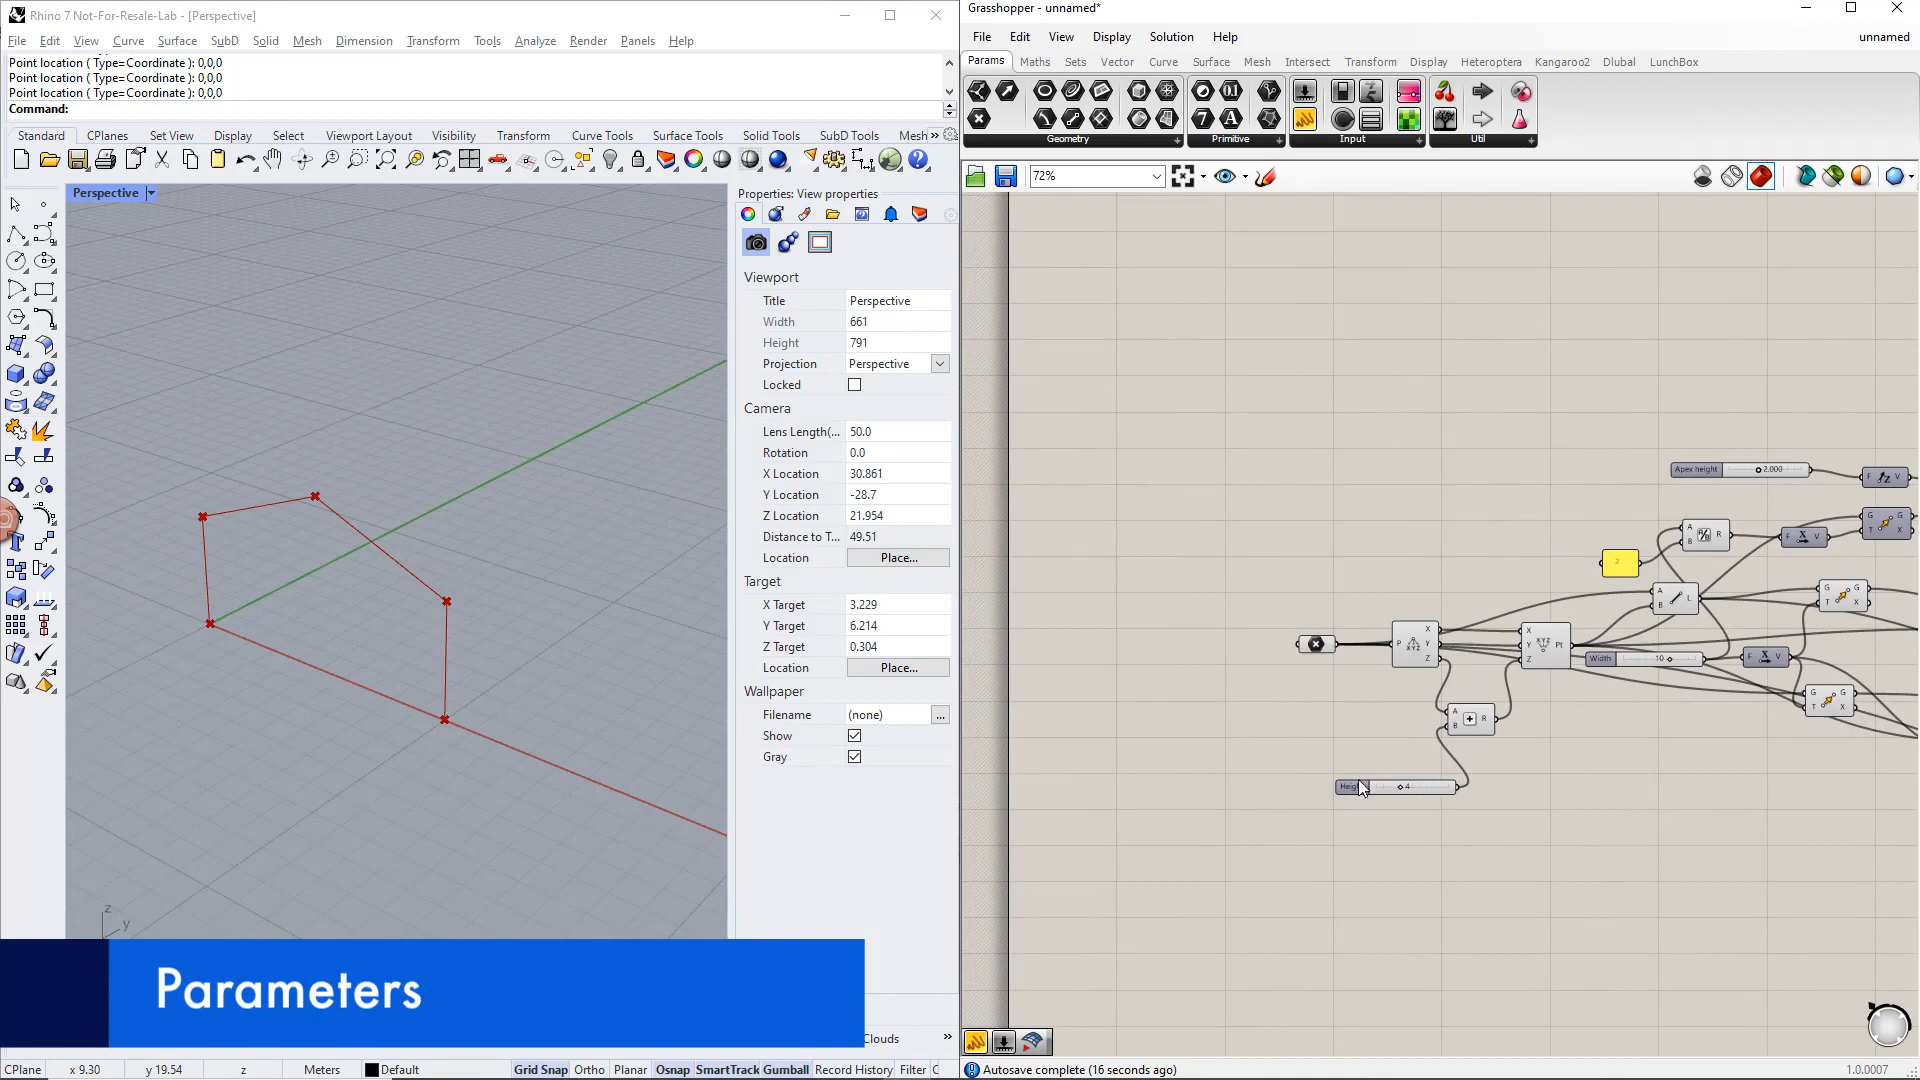 Rhino 7 Not-For-Resale-Lab - [Perspective]
File Edit View Curve Surface SubD Solid Mesh Dimension Transform Tools Analyze Render Panels Help
Point location ( Type=Coordinate ): 0,0,0
Point location ( Type=Coordinate ): 0,0,0
Point location ( Type=Coordinate ): 0,0,0
Command:
Standard CPlanes Set View Display Select Viewport Layout Visibility Transform Curve Tools Surface Tools Solid Tools SubD Tools Mesh »
Perspective
Properties: View properties
Viewport
Title Perspective
Width 661
Height 791
Projection Perspective
Locked
Camera
Lens Length(... 50.0
Rotation 0.0
X Location 30.861
Y Location -28.7
Z Location 21.954
Distance to T... 49.51
Location Place...
Target
X Target 3.229
Y Target 6.214
Z Target 0.304
Location Place...
Wallpaper
Filename (none) ...
Show
Gray
z
y
Parameters
Clouds »
CPlane x 9.30 y 19.54 z Meters Default Grid Snap Ortho Planar Osnap SmartTrack Gumball Record History Filter C
Grasshopper - unnamed*
File Edit View Display Solution Help unnamed
Params Maths Sets Vector Curve Surface Mesh Intersect Transform Display Heteroptera Kangaroo2 Dlubal LunchBox
Geometry Primitive Input Util
72%
Apex height 2.000
F Z V
A B R
F X V
G T G X
2
A B L
G T G X
P XYZ X Y Z
X Y Z XYZ Pt
Width 10
F X V
G T G X
A B R
Heig 4
Autosave complete (16 seconds ago)
1.0.0007